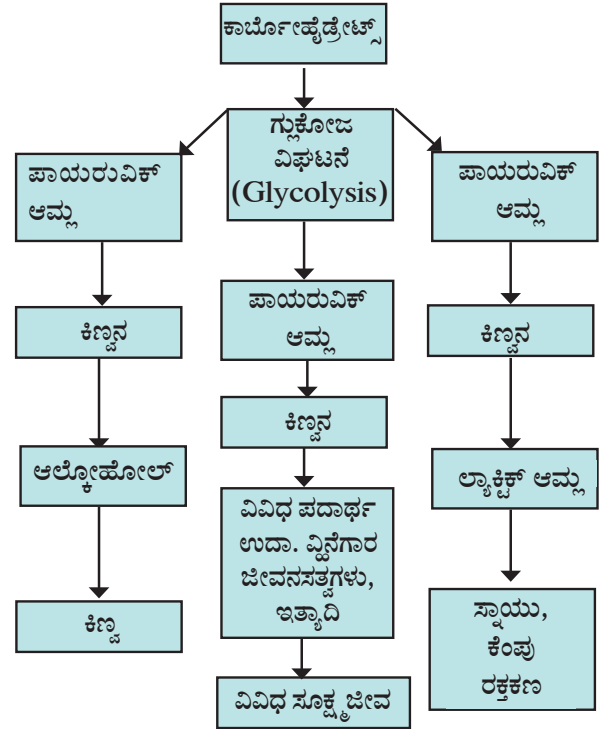 ಕಾರ್ಬೋಹೈಡ್ರೇಟ್ಸ್
ಗ್ಲುಕೋಜ
ವಿಘಟನೆ
(Glycolysis)
ಪಾಯರುವಿಕ್
ಆಮ್ಲ
ಕಿಣ್ವನ
ಆಲ್ಕೋಹೋಲ್
ಕಿಣ್ವ
ಪಾಯರುವಿಕ್
ಆಮ್ಲ
ಕಿಣ್ವನ
ವಿವಿಧ ಪದಾರ್ಥ
ಉದಾ. ವ್ಹಿನೆಗಾರ
ಜೀವನಸತ್ವಗಳು,
ಇತ್ಯಾದಿ
ವಿವಿಧ ಸೂಕ್ಷ್ಮಜೀವ
ಪಾಯರುವಿಕ್
ಆಮ್ಲ
ಕಿಣ್ವನ
ಲ್ಯಾಕ್ಟಿಕ್ ಆಮ್ಲ
ಸ್ನಾಯು,
ಕೆಂಪು
ರಕ್ತಕಣ